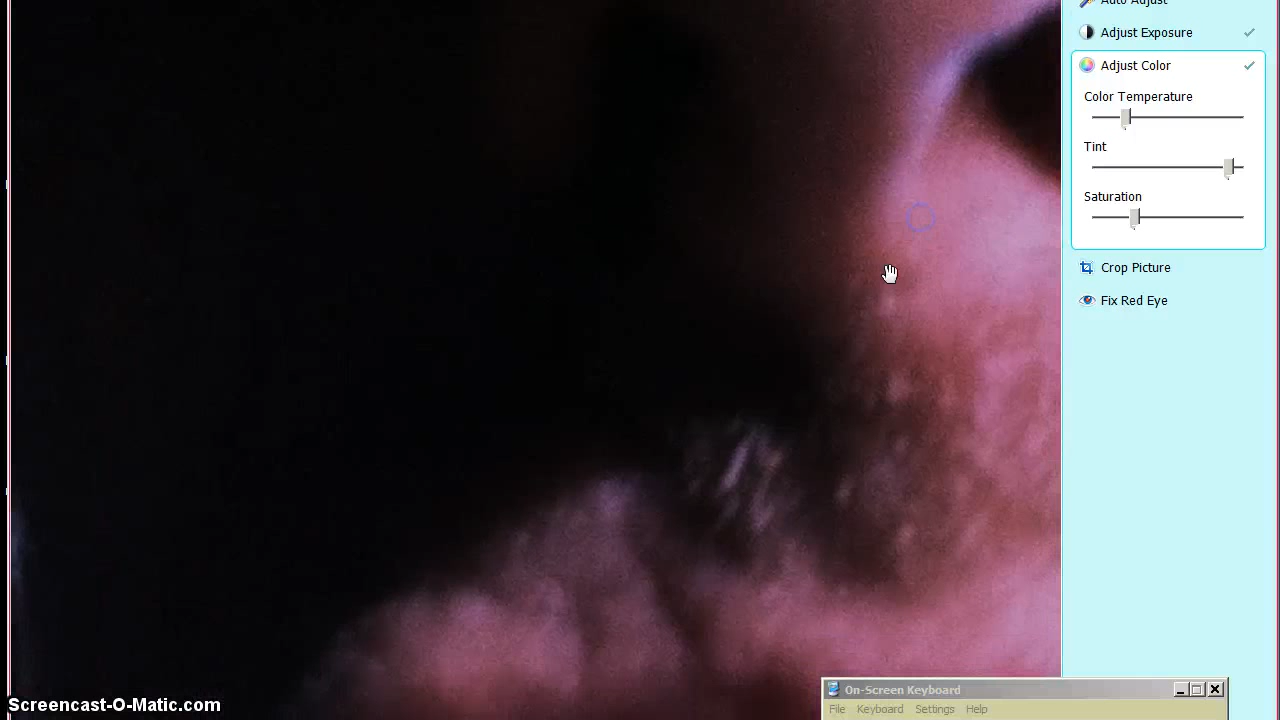 Auto Adjust
Adjust Exposure
Adjust Color
Color Temperature
Tint
Saturation
Crop Picture
Fix Red Eye
On-Screen Keyboard
File Keyboard Settings Help
Screencast-O-Matic.com